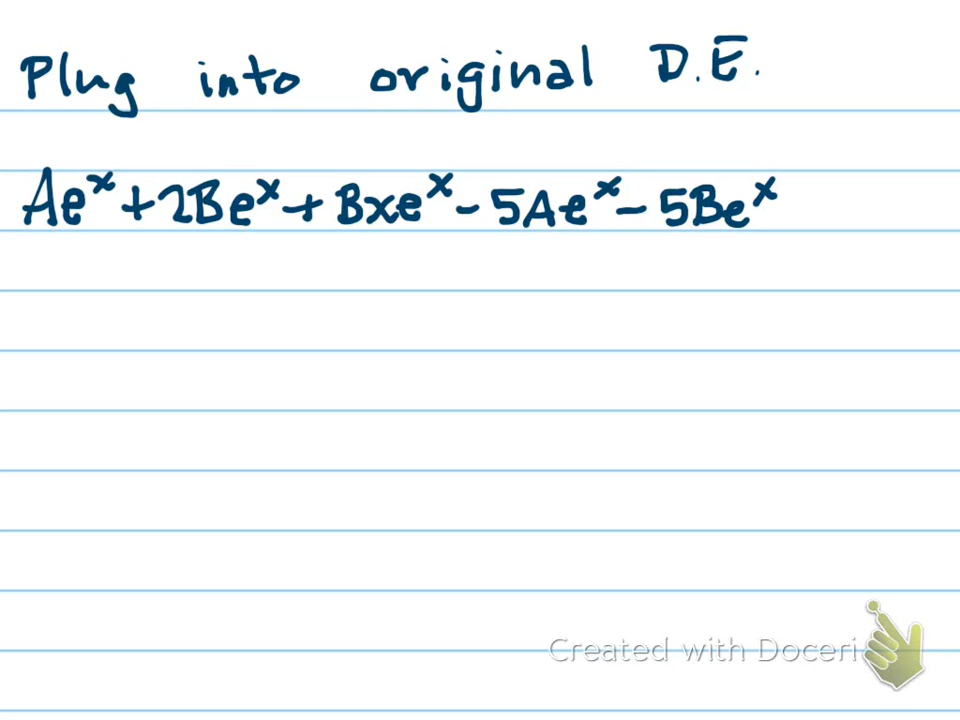 Plug into original D.E.
Ae^x + 2Be^x + Bxe^x - 5Ae^x - 5Be^x
Created with Doceri